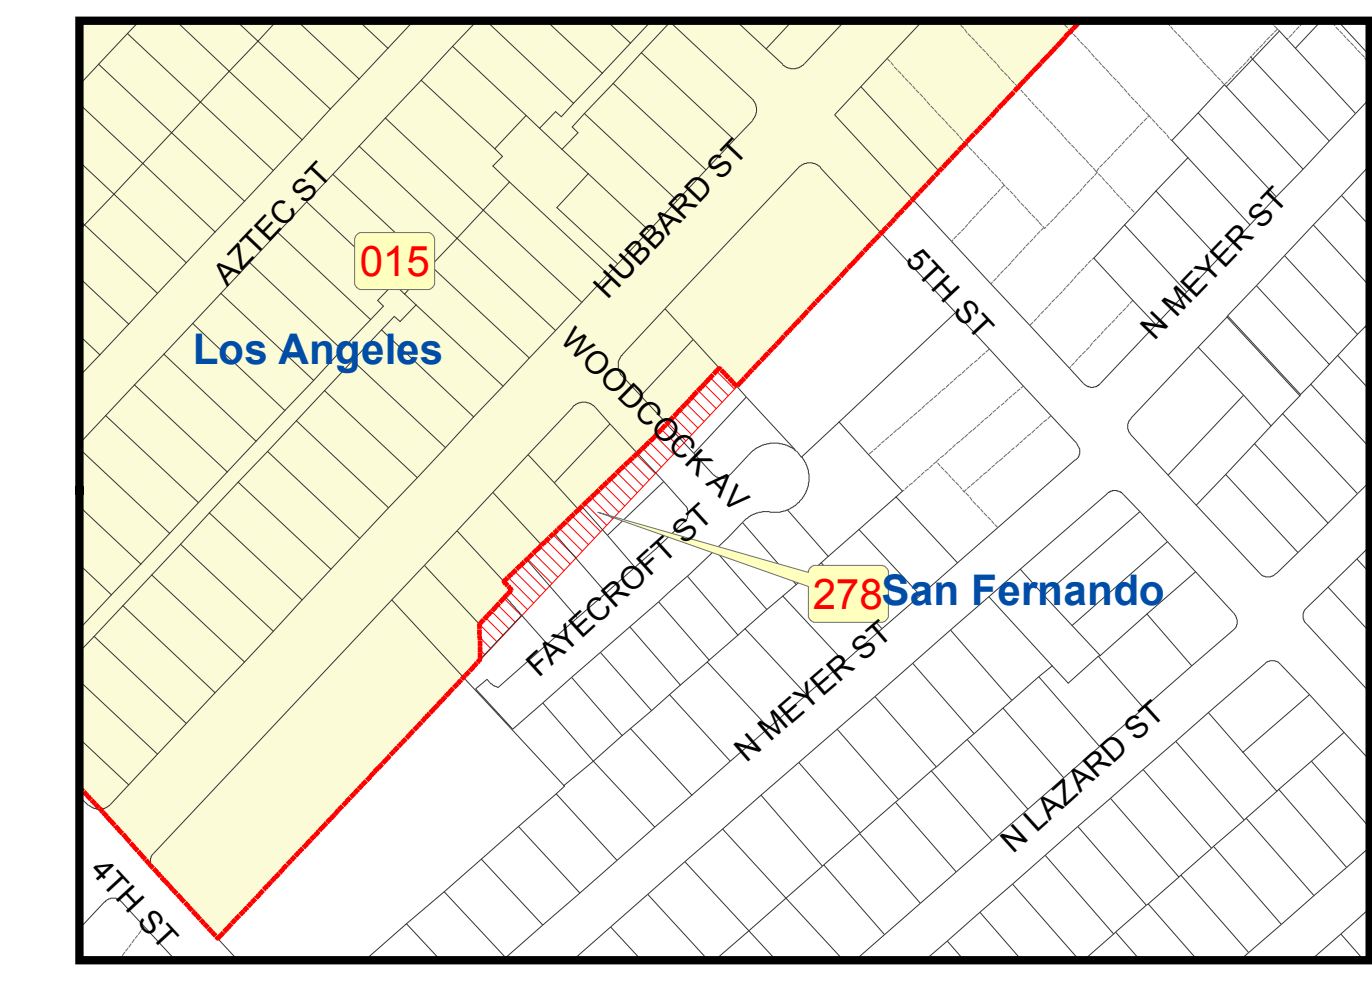 AZTEC ST
HUBBARD ST
015
N MEYER ST
5TH ST
Los Angeles
WOODCOCK AV
FAYECROFT ST
278
San Fernando
N MEYER ST
N LAZARD ST
4TH ST